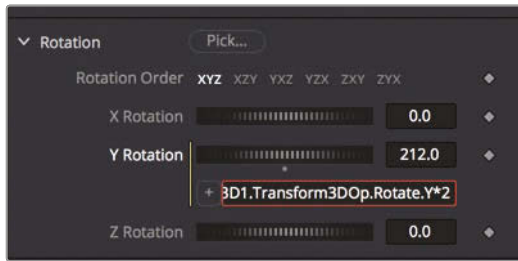 Rotation Pick...
Rotation Order XYZ XZY YXZ YZX ZXY ZYX
X Rotation 0.0
Y Rotation 212.0
+ 3D1.Transform3DOp.Rotate.Y*2
Z Rotation 0.0